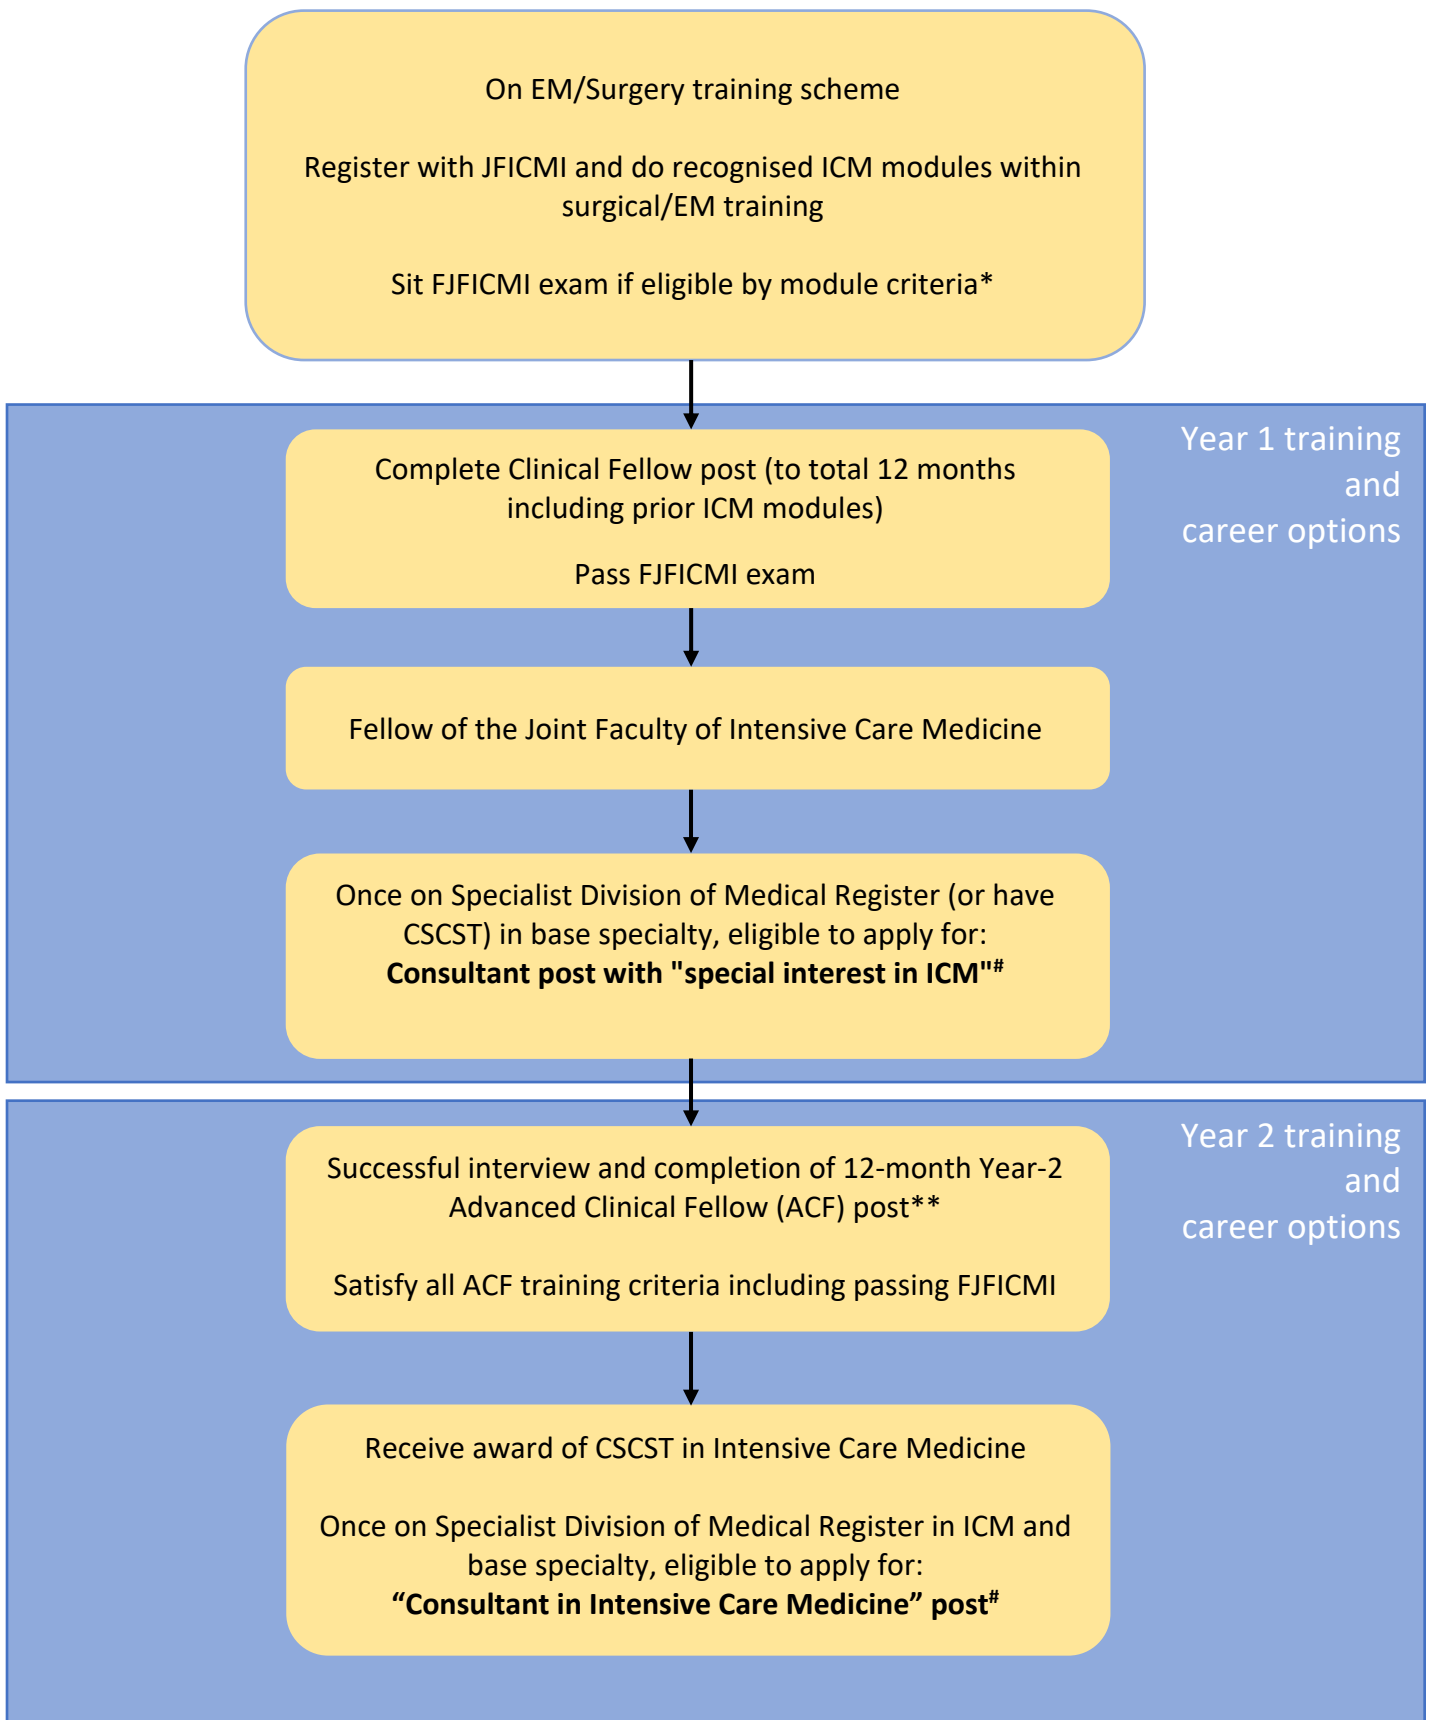 On EM/Surgery training scheme
Register with JFICMI and do recognised ICM modules within
surgical/EM training
Sit FJFICMI exam if eligible by module criteria*
Year 1 training
and
career options
Complete Clinical Fellow post (to total 12 months
including prior ICM modules)
Pass FJFICMI exam
Fellow of the Joint Faculty of Intensive Care Medicine
Once on Specialist Division of Medical Register (or have
CSCST) in base specialty, eligible to apply for:
Consultant post with "special interest in ICM"#
Year 2 training
and
career options
Successful interview and completion of 12-month Year-2
Advanced Clinical Fellow (ACF) post**
Satisfy all ACF training criteria including passing FJFICMI
Receive award of CSCST in Intensive Care Medicine
Once on Specialist Division of Medical Register in ICM and
base specialty, eligible to apply for:
“Consultant in Intensive Care Medicine” post#